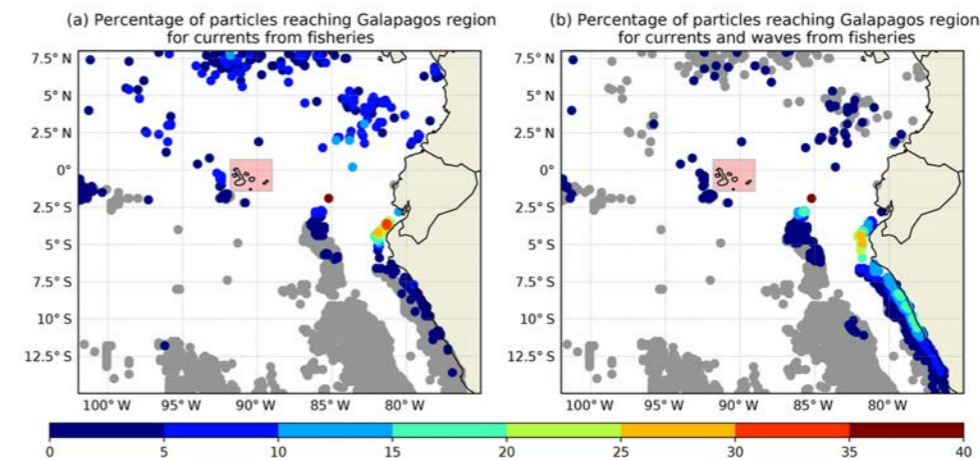 (a) Percentage of particles reaching Galapagos region
for currents from fisheries
7.5° N
5° N
2.5° N
0°
2.5° S
5° S
7.5° S
10° S
12.5° S
100° W 95° W 90° W 85° W 80° W
(b) Percentage of particles reaching Galapagos region
for currents and waves from fisheries
7.5° N
5° N
2.5° N
0°
2.5° S
5° S
7.5° S
10° S
12.5° S
100° W 95° W 90° W 85° W 80° W
0 5 10 15 20 25 30 35 40